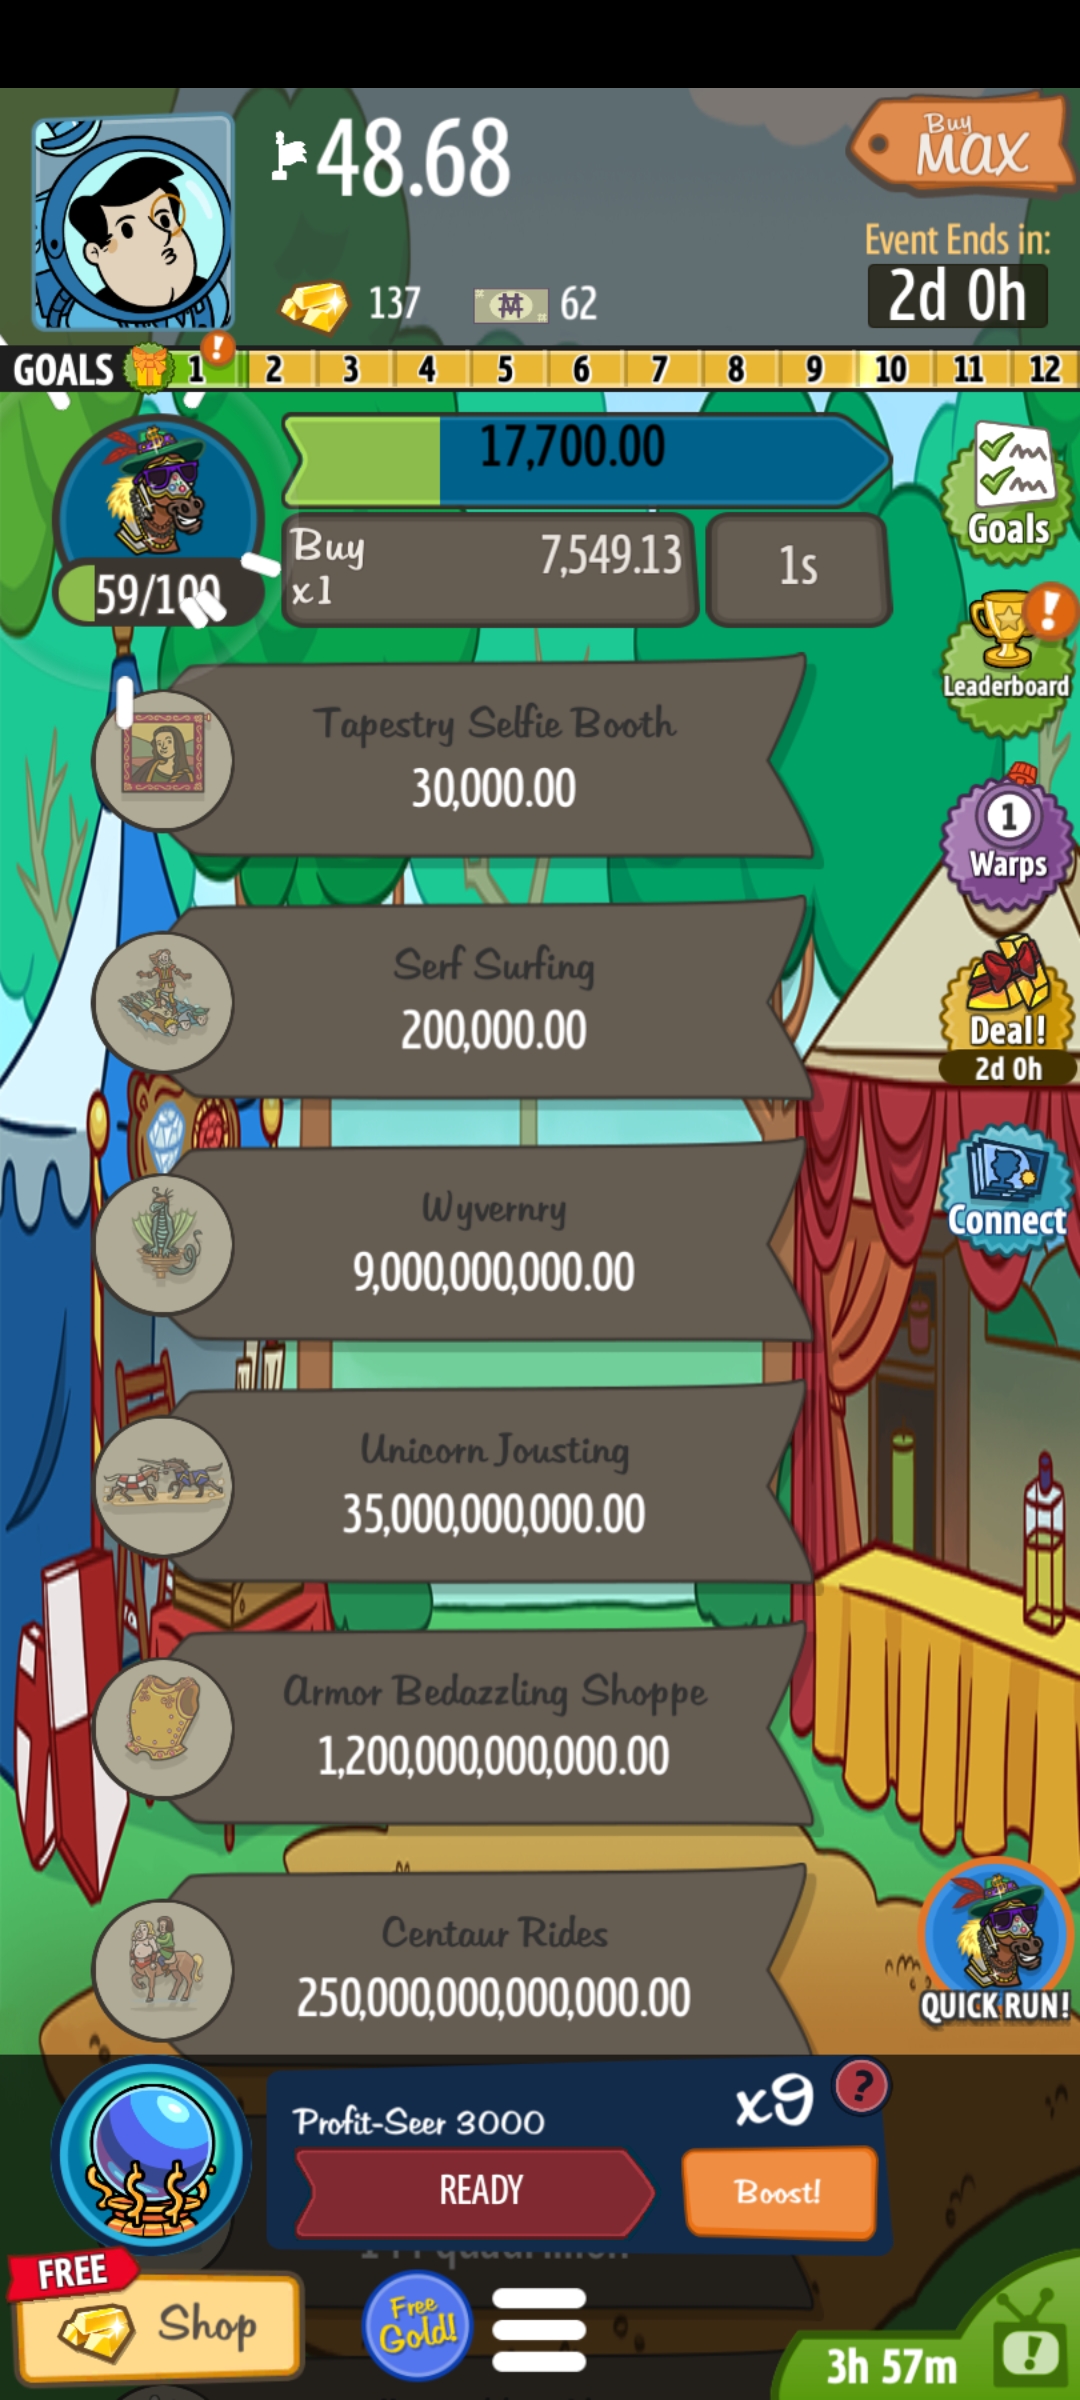 48.68
Buy
MAX
137
62
Event Ends in:
2d 0h
GOALS 1 ! 2 3 4 5 6 7 8 9 10 11 12
17,700.00
59/100
Buy
x1
7,549.13
1s
Goals
!
Leaderboard
Tapestry Selfie Booth
30,000.00
1
Warps
Serf Surfing
200,000.00
Deal!
2d 0h
Wyvernry
9,000,000,000.00
Connect
Unicorn Jousting
35,000,000,000.00
Armor Bedazzling Shoppe
1,200,000,000,000.00
Centaur Rides
250,000,000,000,000.00
QUICK RUN!
Profit-Seer 3000
x9
?
READY
Boost!
FREE
Shop
Free
Gold!
3h 57m
!